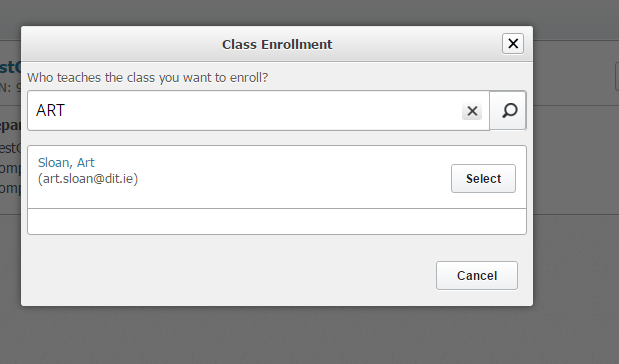 Class Enrollment
Who teaches the class you want to enroll?
ART
Sloan, Art
(art.sloan@dit.ie)
Select
Cancel